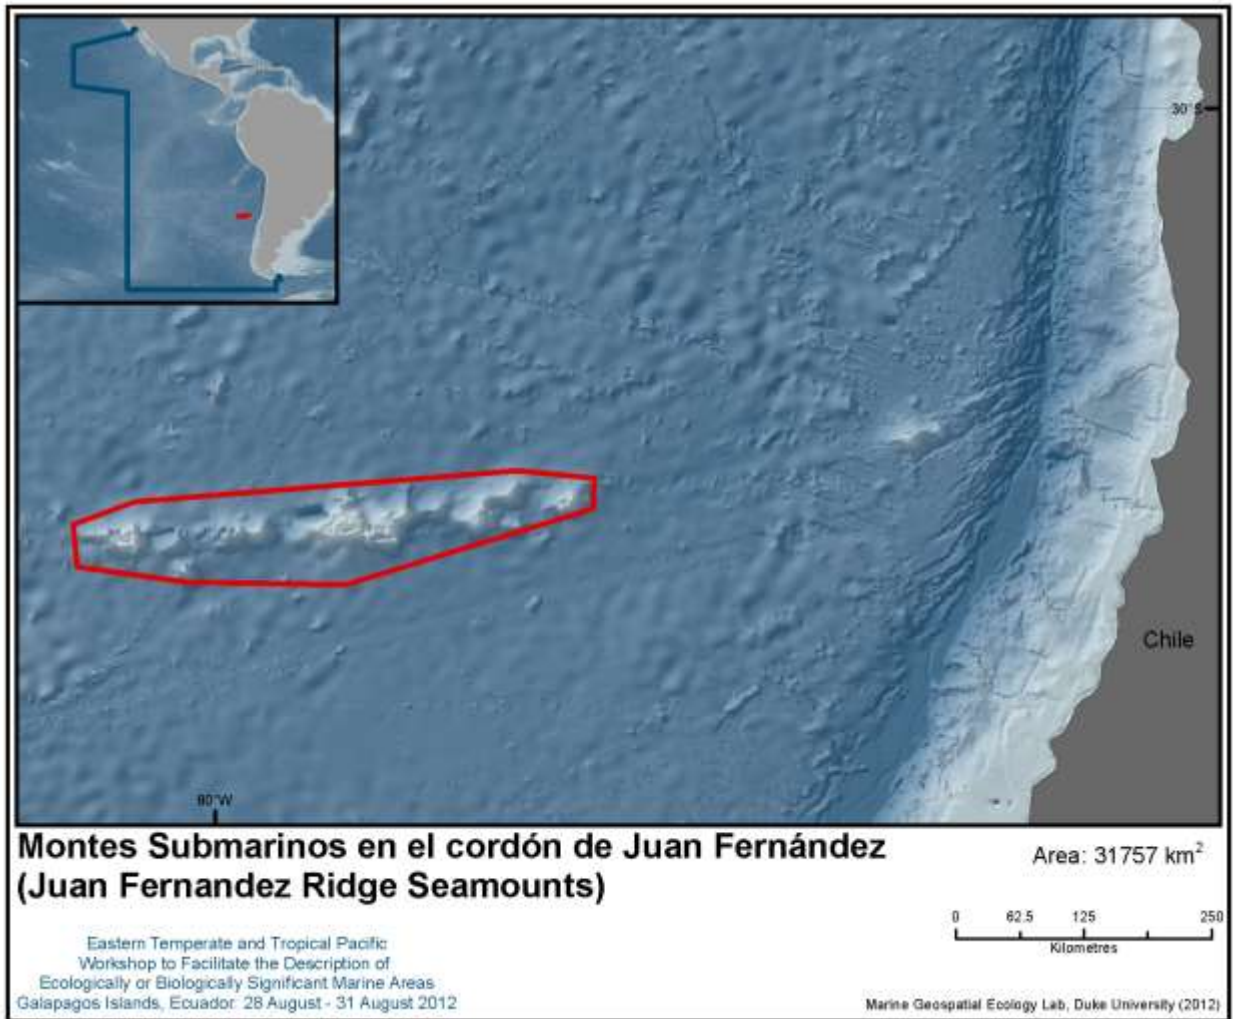 30°S
Chile
80°W
Montes Submarinos en el cordón de Juan Fernández
(Juan Fernandez Ridge Seamounts)
Area: 31757 km²
0 62.5 125 250
Kilometres
Eastern Temperate and Tropical Pacific
Workshop to Facilitate the Description of
Ecologically or Biologically Significant Marine Areas
Galapagos Islands, Ecuador 28 August - 31 August 2012
Marine Geospatial Ecology Lab, Duke University (2012)